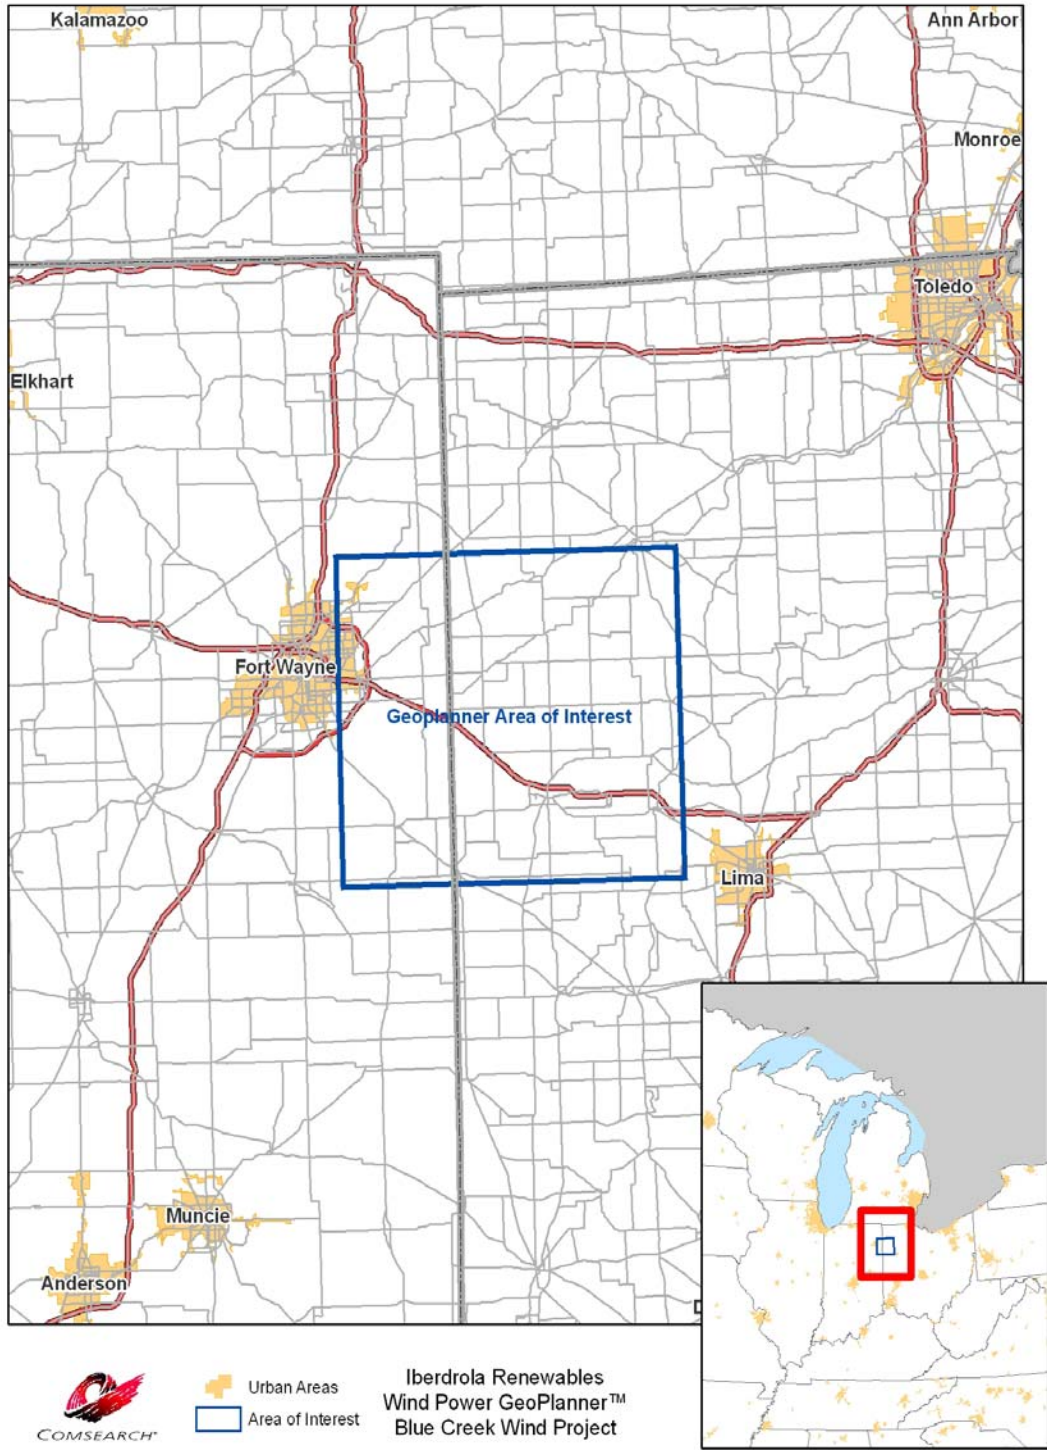 Kalamazoo
Ann Arbor
Monroe
Toledo
Elkhart
Fort Wayne
Geoplanner Area of Interest
Lima
Muncie
Anderson
COMSEARCH
Urban Areas
Area of Interest
Iberdrola Renewables
Wind Power GeoPlanner™
Blue Creek Wind Project